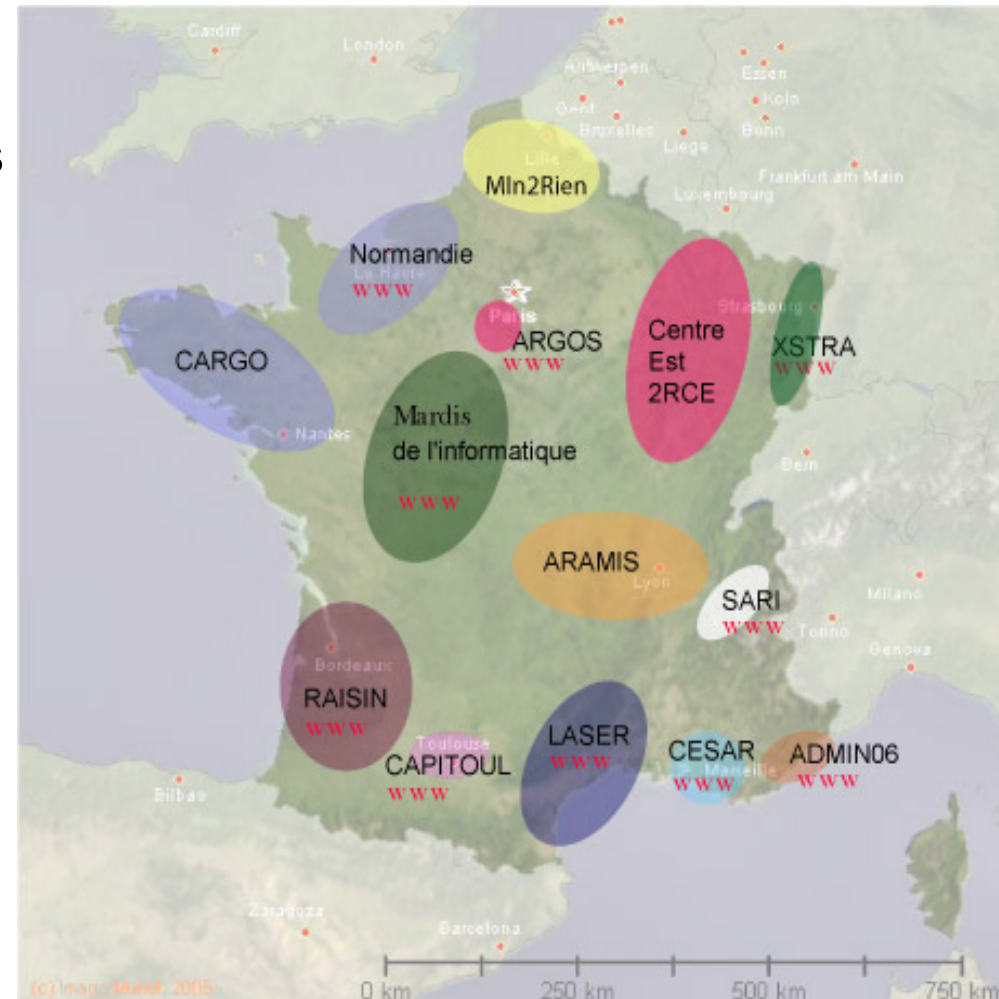 s
Cardiff
London
Antwerpen
Essen
Gent
Koln
Bruxelles
Bonn
Liege
Lille
MIn2Rien
Frankfurt am Main
Luxembourg
Normandie
Le Havre
WWW
Strasbourg
Paris
ARGOS
WWW
Centre
Est
2RCE
XSTRA
WWW
CARGO
Mardis
de l'informatique
WWW
Nantes
Bern
ARAMIS
Lyon
SARI
WWW
Milano
Torino
Genova
Bordeaux
RAISIN
WWW
Toulouse
CAPITOUL
WWW
LASER
WWW
CESAR
Marseille
WWW
ADMIN06
WWW
Bilbao
Zaragoza
Barcelona
0 km 250 km 500 km 750 km